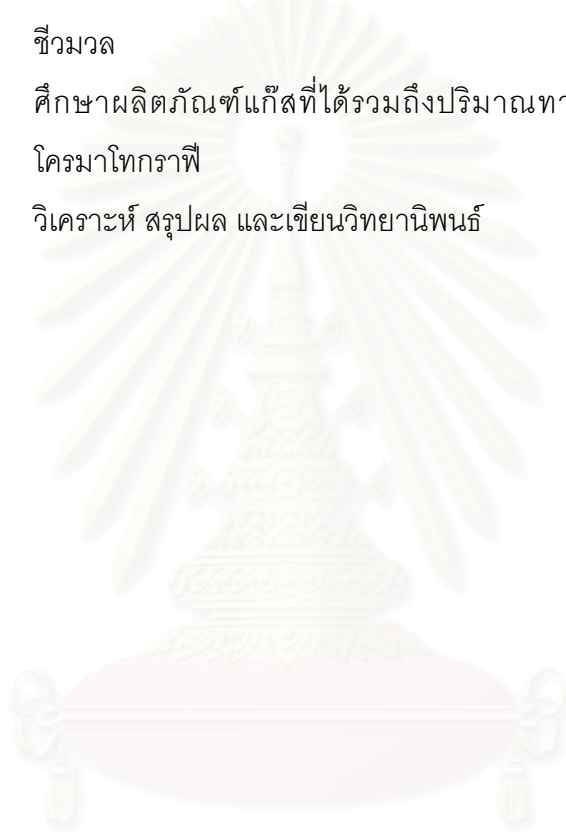 ชีวมวล
ศึกษาผลิตภัณฑ์แก๊สที่ได้รวมถึงปริมาณทา
โครมาโทกราฟี
วิเคราะห์ สรุปผล และเขียนวิทยานิพนธ์